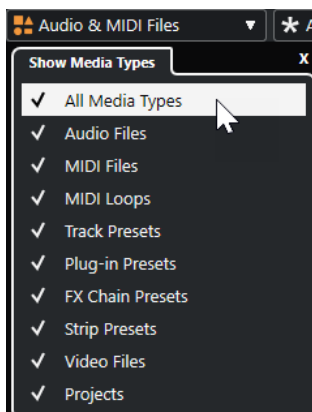 Audio & MIDI Files
Show Media Types X
All Media Types
Audio Files
MIDI Files
MIDI Loops
Track Presets
Plug-in Presets
FX Chain Presets
Strip Presets
Video Files
Projects